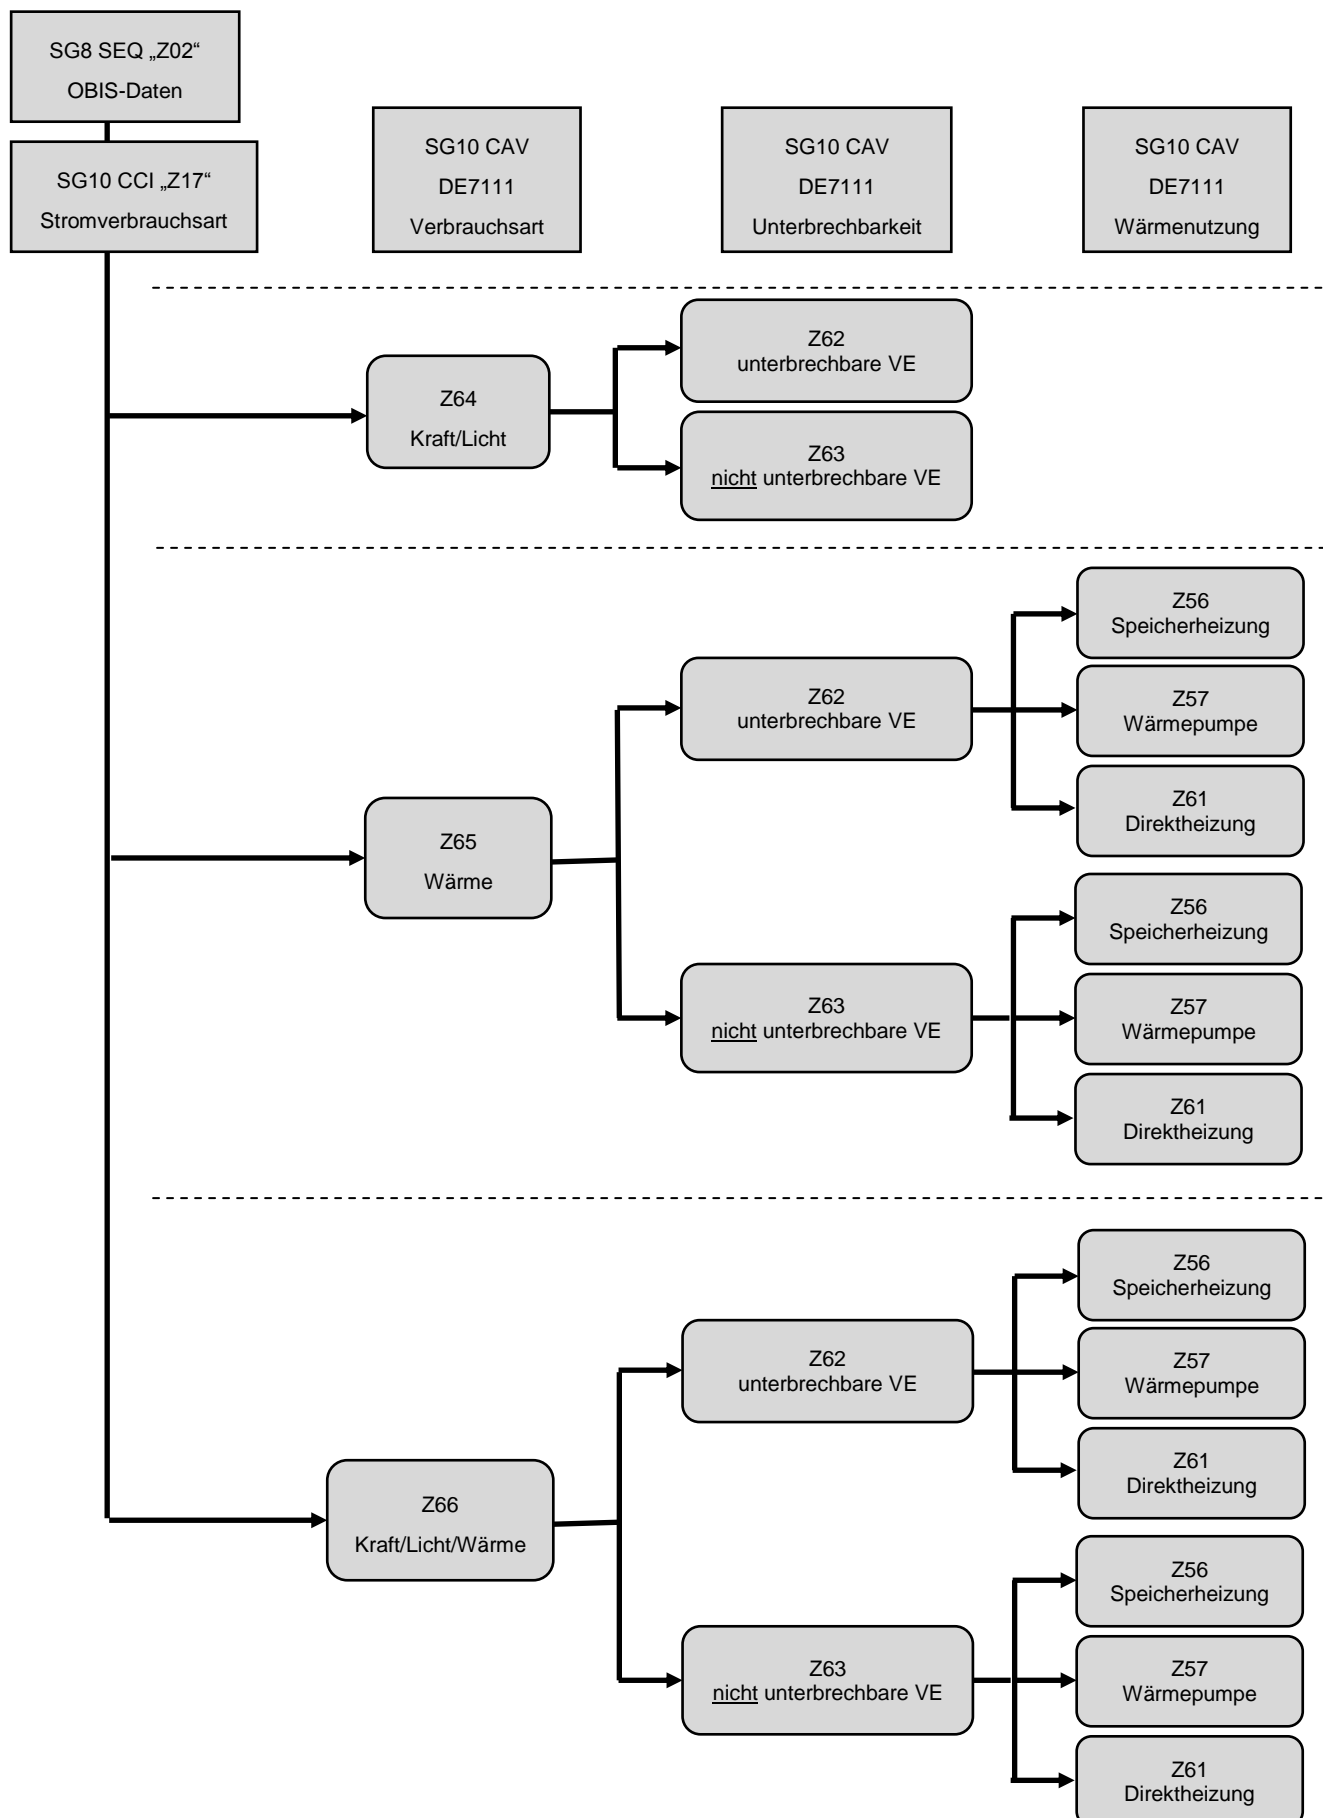 SG8 SEQ „Z02“
OBIS-Daten
SG10 CCI „Z17“
Stromverbrauchsart
SG10 CAV
DE7111
Verbrauchsart
SG10 CAV
DE7111
Unterbrechbarkeit
SG10 CAV
DE7111
Wärmenutzung
Z64
Kraft/Licht
Z62
unterbrechbare VE
Z63
nicht unterbrechbare VE
Z65
Wärme
Z62
unterbrechbare VE
Z56
Speicherheizung
Z57
Wärmepumpe
Z61
Direktheizung
Z63
nicht unterbrechbare VE
Z56
Speicherheizung
Z57
Wärmepumpe
Z61
Direktheizung
Z66
Kraft/Licht/Wärme
Z62
unterbrechbare VE
Z56
Speicherheizung
Z57
Wärmepumpe
Z61
Direktheizung
Z63
nicht unterbrechbare VE
Z56
Speicherheizung
Z57
Wärmepumpe
Z61
Direktheizung